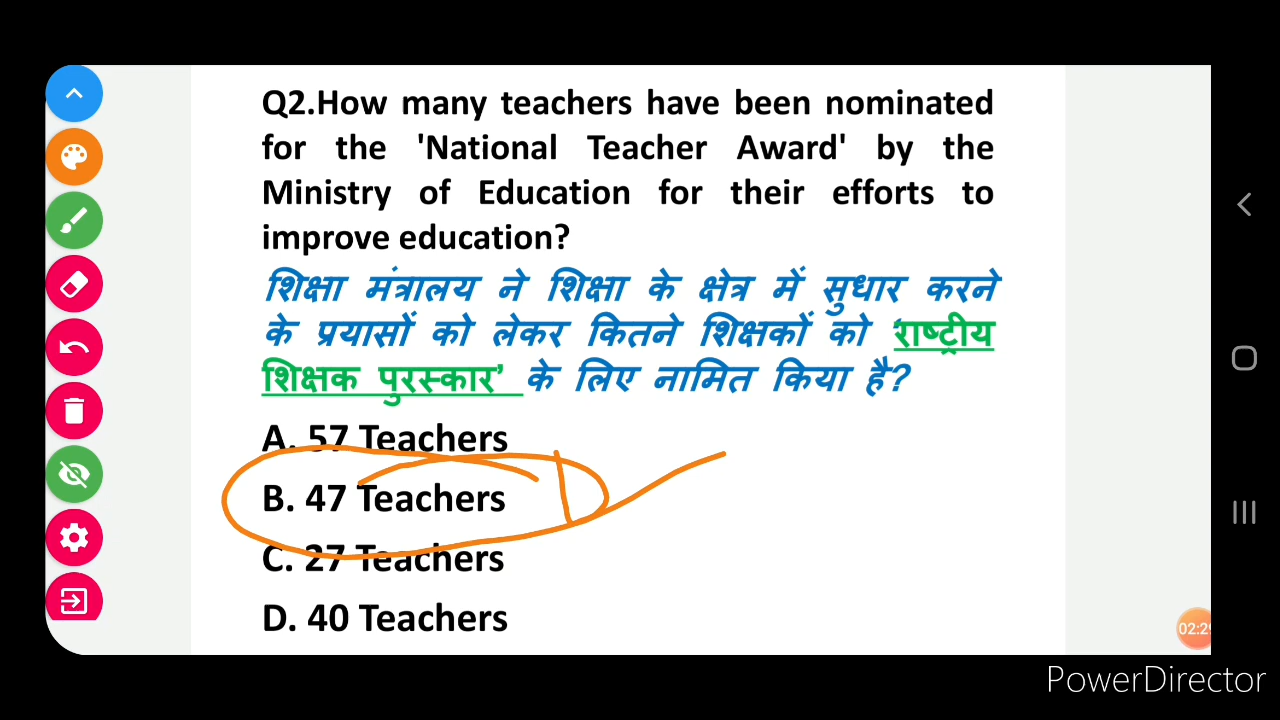 Q2.How many teachers have been nominated
for the 'National Teacher Award' by the
Ministry of Education for their efforts to
improve education?
शिक्षा मंत्रालय ने शिक्षा के क्षेत्र में सुधार करने
के प्रयासों को लेकर कितने शिक्षकों को ‘राष्ट्रीय
शिक्षक पुरस्कार’ के लिए नामित किया है?
A. 57 Teachers
B. 47 Teachers
C. 27 Teachers
D. 40 Teachers
02:29
PowerDirector